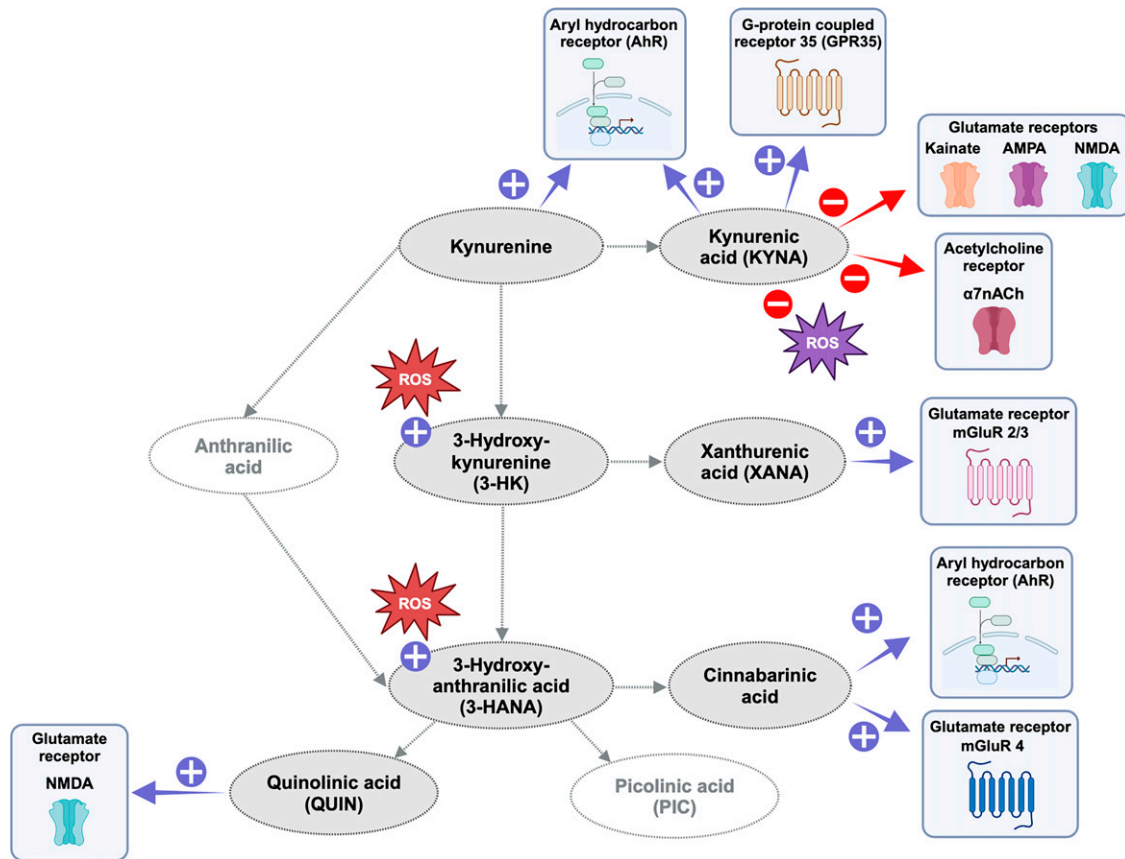 Aryl hydrocarbon
receptor (AhR)
G-protein coupled
receptor 35 (GPR35)
Glutamate receptors
Kainate AMPA NMDA
Kynurenine
Kynurenic
acid (KYNA)
Acetylcholine
receptor
α7nACh
ROS
ROS
Anthranilic
acid
3-Hydroxy-
kynurenine
(3-HK)
Xanthurenic
acid (XANA)
Glutamate receptor
mGluR 2/3
ROS
3-Hydroxy-
anthranilic acid
(3-HANA)
Cinnabarinic
acid
Aryl hydrocarbon
receptor (AhR)
Glutamate receptor
mGluR 4
Glutamate
receptor
NMDA
Quinolinic acid
(QUIN)
Picolinic acid
(PIC)